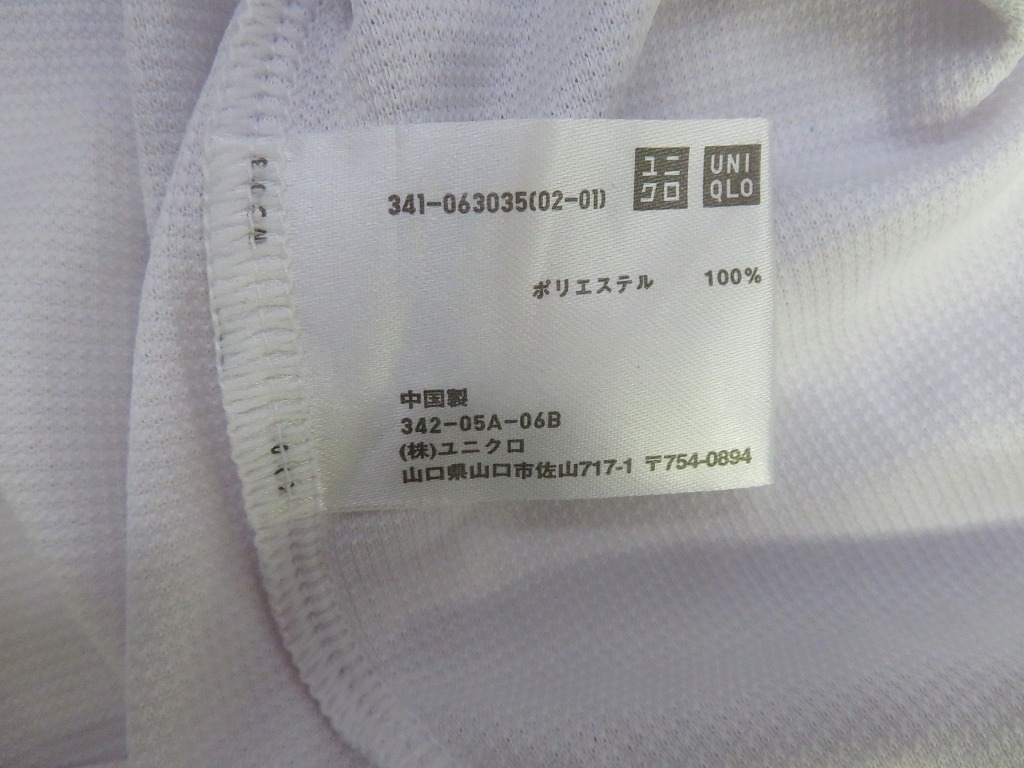 341-063035(02-01)
ユニ
クロ
UNI
QLO
ポリエステル 100%
中国製
342-05A-06B
(株)ユニクロ
山口県山口市佐山717-1 〒754-0894